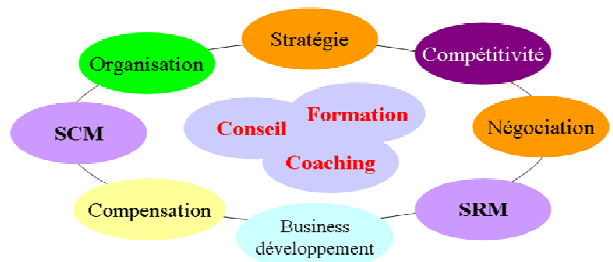 Stratégie
Compétitivité
Organisation
Formation
Conseil
Négociation
SCM
Coaching
Compensation
SRM
Business
développement